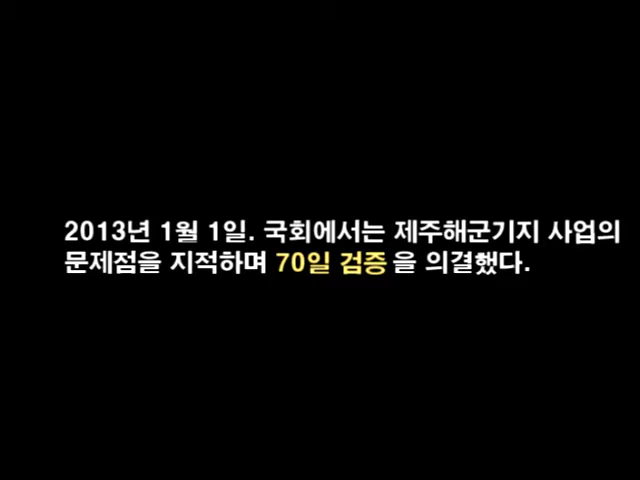 2013년 1월 1일. 국회에서는 제주해군기지 사업의
문제점을 지적하며 70일 검증을 의결했다.